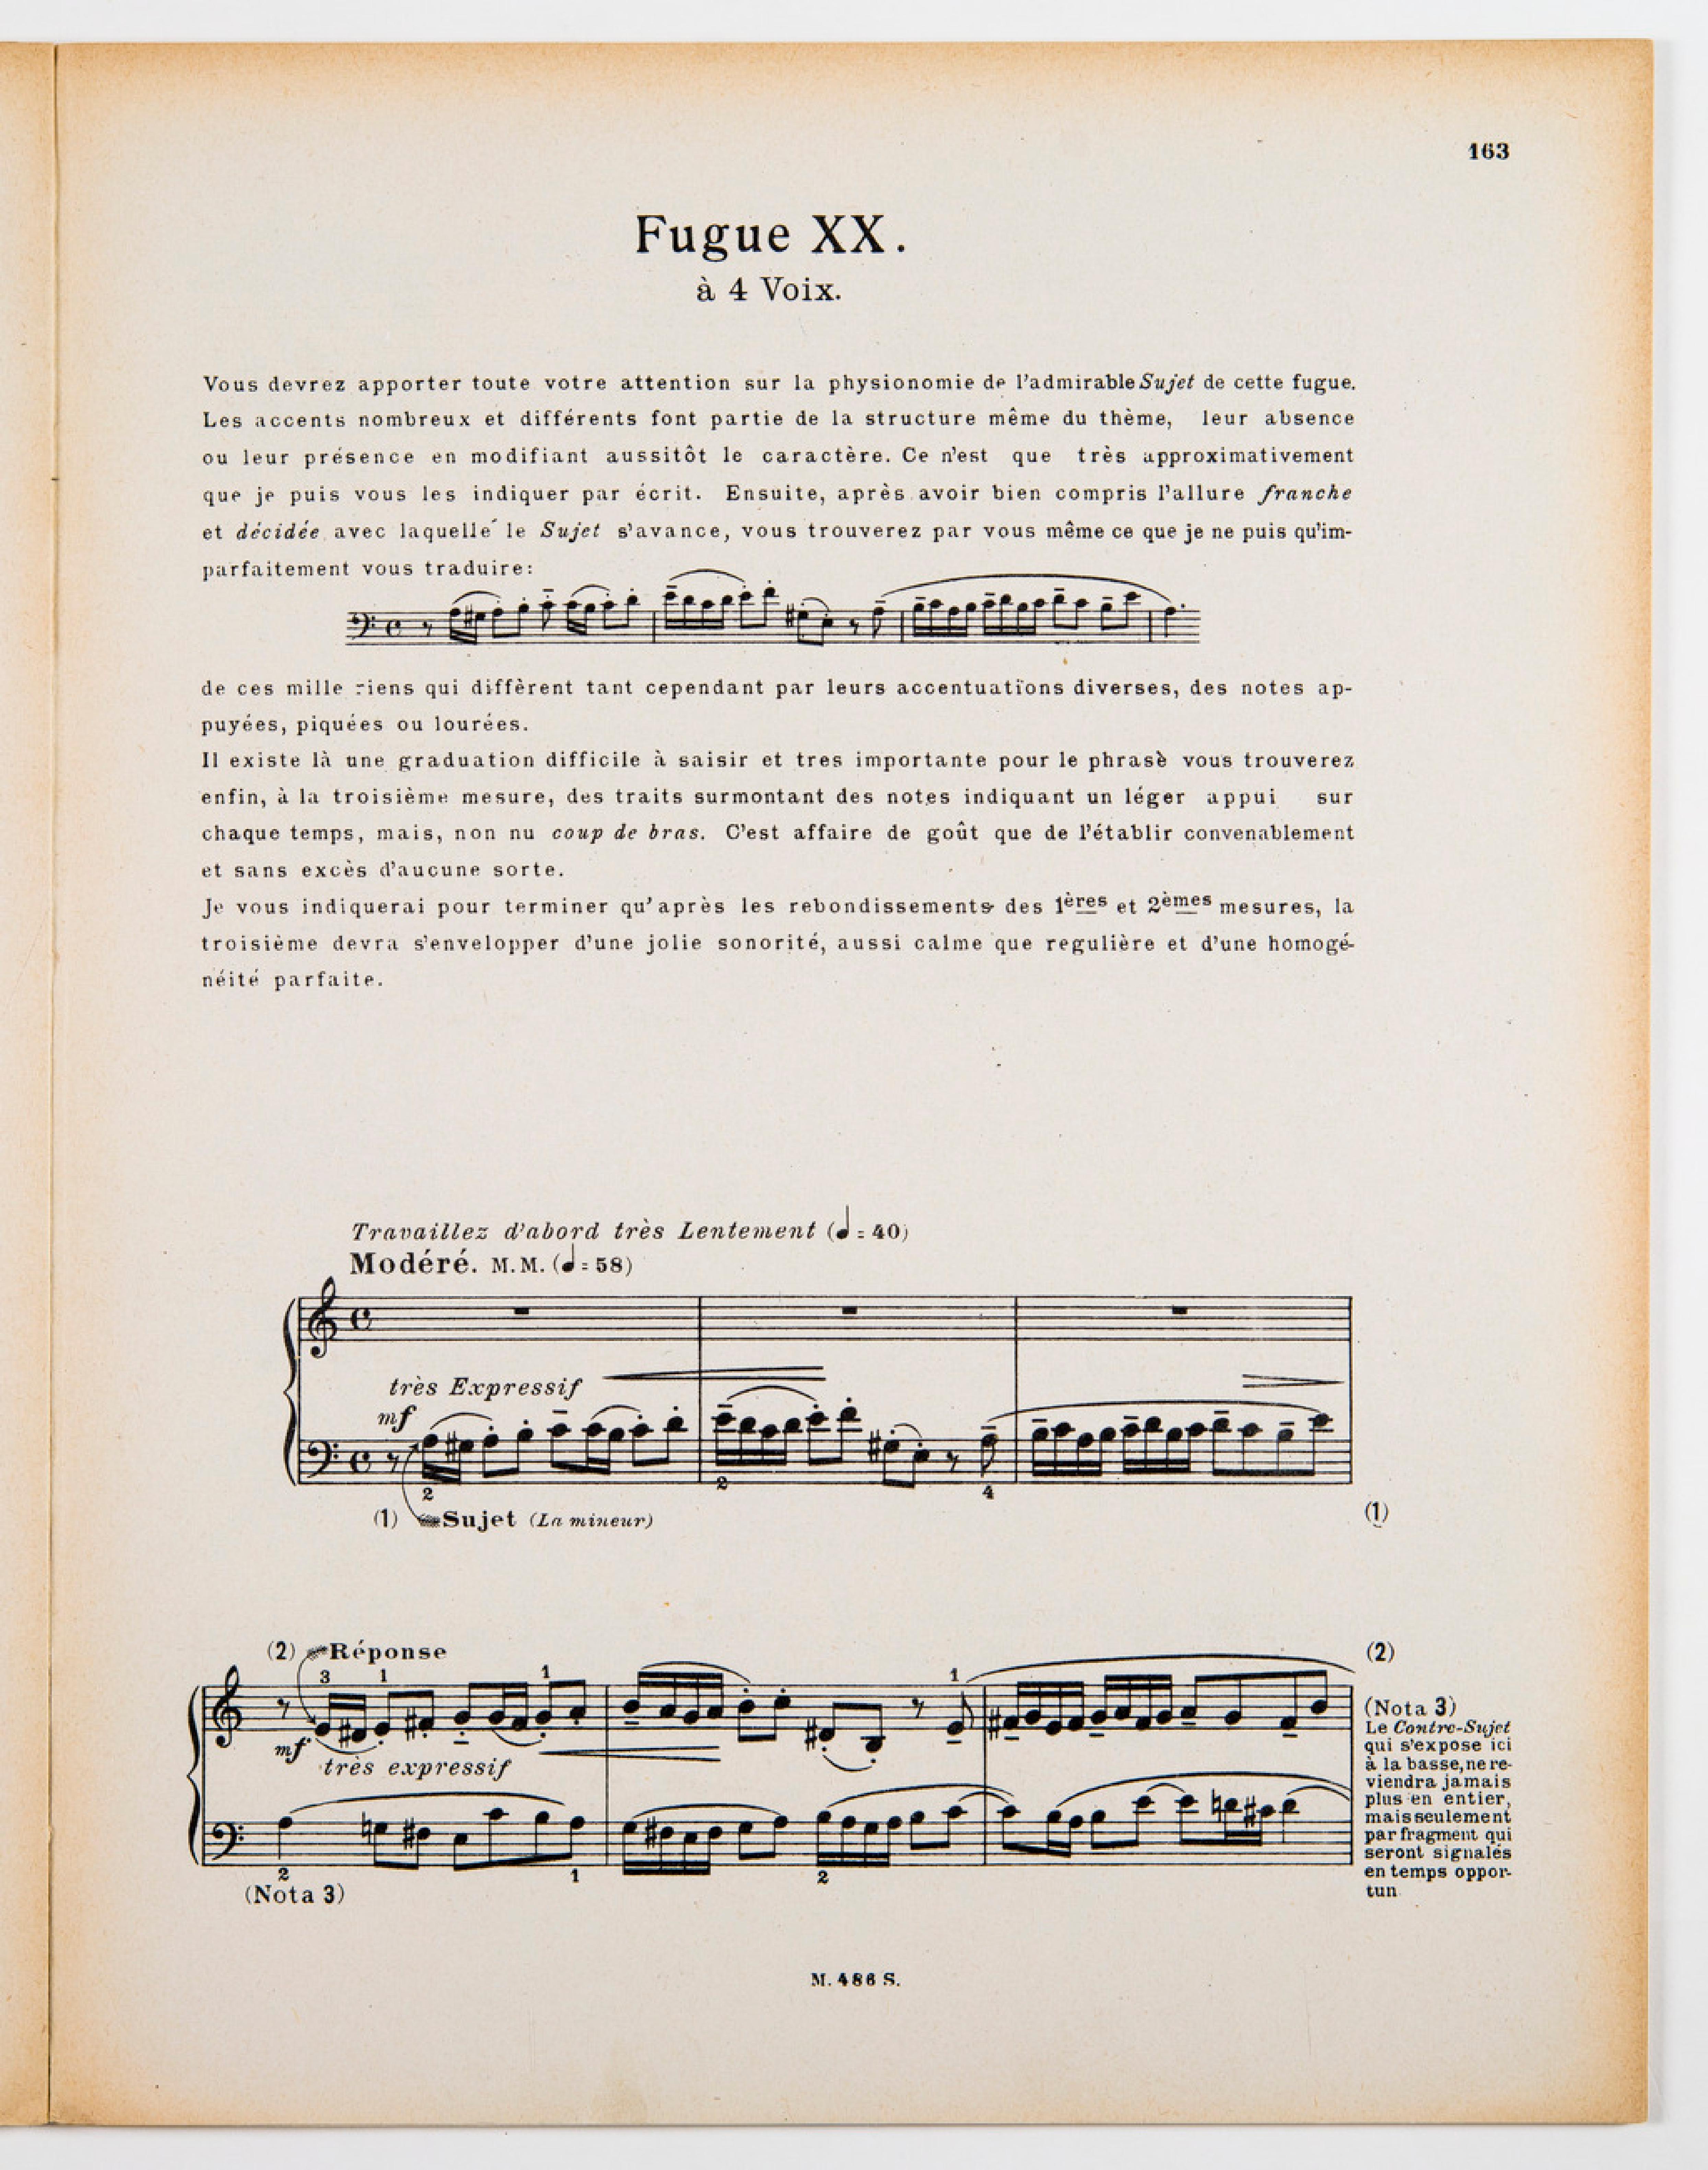 163
Fugue XX.
à 4 Voix.
Vous devrez apporter toute votre attention sur la physionomie de l'admirable Sujet de cette fugue.
Les accents nombreux et différents font partie de la structure même du thème, leur absence
ou leur présence en modifiant aussitôt le caractère. Ce n'est que très approximativement
que je puis vous les indiquer par écrit. Ensuite, après avoir bien compris l'allure franche
et décidée avec laquelle le Sujet s'avance, vous trouverez par vous même ce que je ne puis qu'im-
parfaitement vous traduire:
de ces mille riens qui diffèrent tant cependant par leurs accentuations diverses, des notes ap-
puyées, piquées ou lourées.
Il existe là une graduation difficile à saisir et tres importante pour le phrasè vous trouverez
enfin, à la troisième mesure, des traits surmontant des notes indiquant un léger appui sur
chaque temps, mais, non nu coup de bras. C'est affaire de goût que de l'établir convenablement
et sans excès d'aucune sorte.
Je vous indiquerai pour terminer qu'après les rebondissements des 1ères et 2èmes mesures, la
troisième devra s'envelopper d'une jolie sonorité, aussi calme que regulière et d'une homogé-
néité parfaite.
Travaillez d'abord très Lentement (♩=40)
Modéré. M.M. (♩=58)
très Expressif
mf
2 2 4
(1) Sujet (La mineur) (1)
(2) Réponse (2)
3 1 1 1
mf très expressif
2 1 2
(Nota 3)
(Nota 3)
Le Contre-Sujet
qui s'expose ici
à la basse, ne re-
viendra jamais
plus en entier,
mais seulement
par fragment qui
seront signalés
en temps oppor-
tun
M. 486 S.